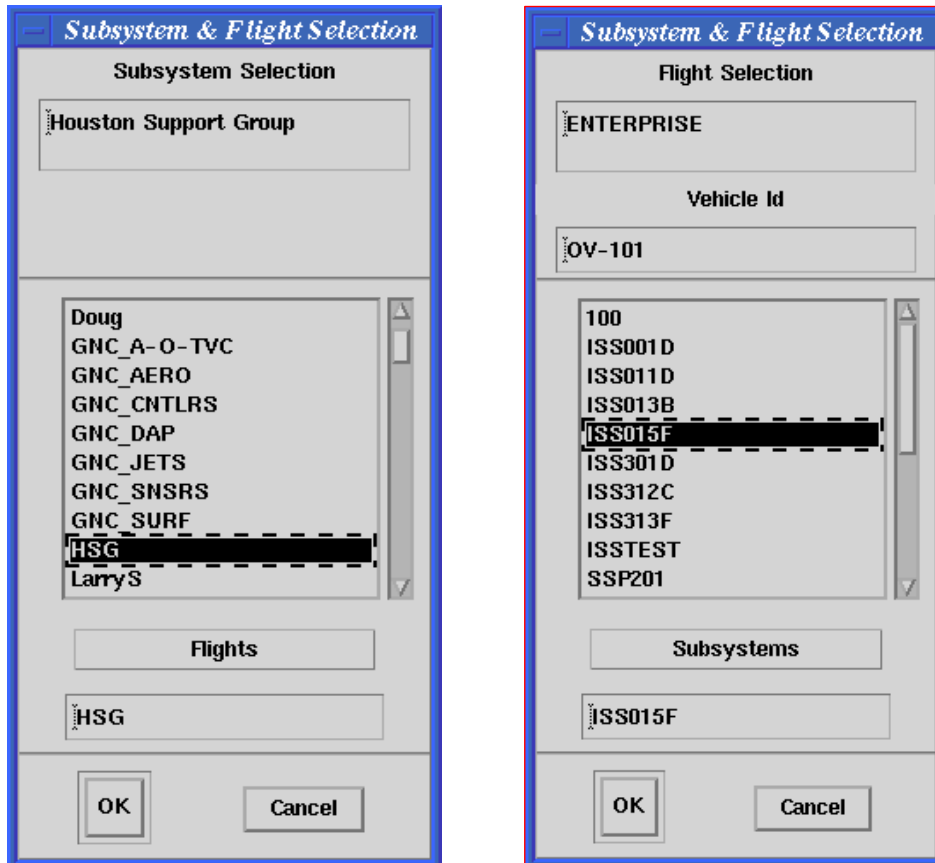 Subsystem & Flight Selection
Subsystem Selection
Houston Support Group
Doug
GNC_A-O-TVC
GNC_AERO
GNC_CNTLRS
GNC_DAP
GNC_JETS
GNC_SNSRS
GNC_SURF
HSG
LarryS
Flights
HSG
OK
Cancel
Subsystem & Flight Selection
Flight Selection
ENTERPRISE
Vehicle Id
OV-101
100
ISS001D
ISS011D
ISS013B
ISS015F
ISS301D
ISS312C
ISS313F
ISSTEST
SSP201
Subsystems
ISS015F
OK
Cancel